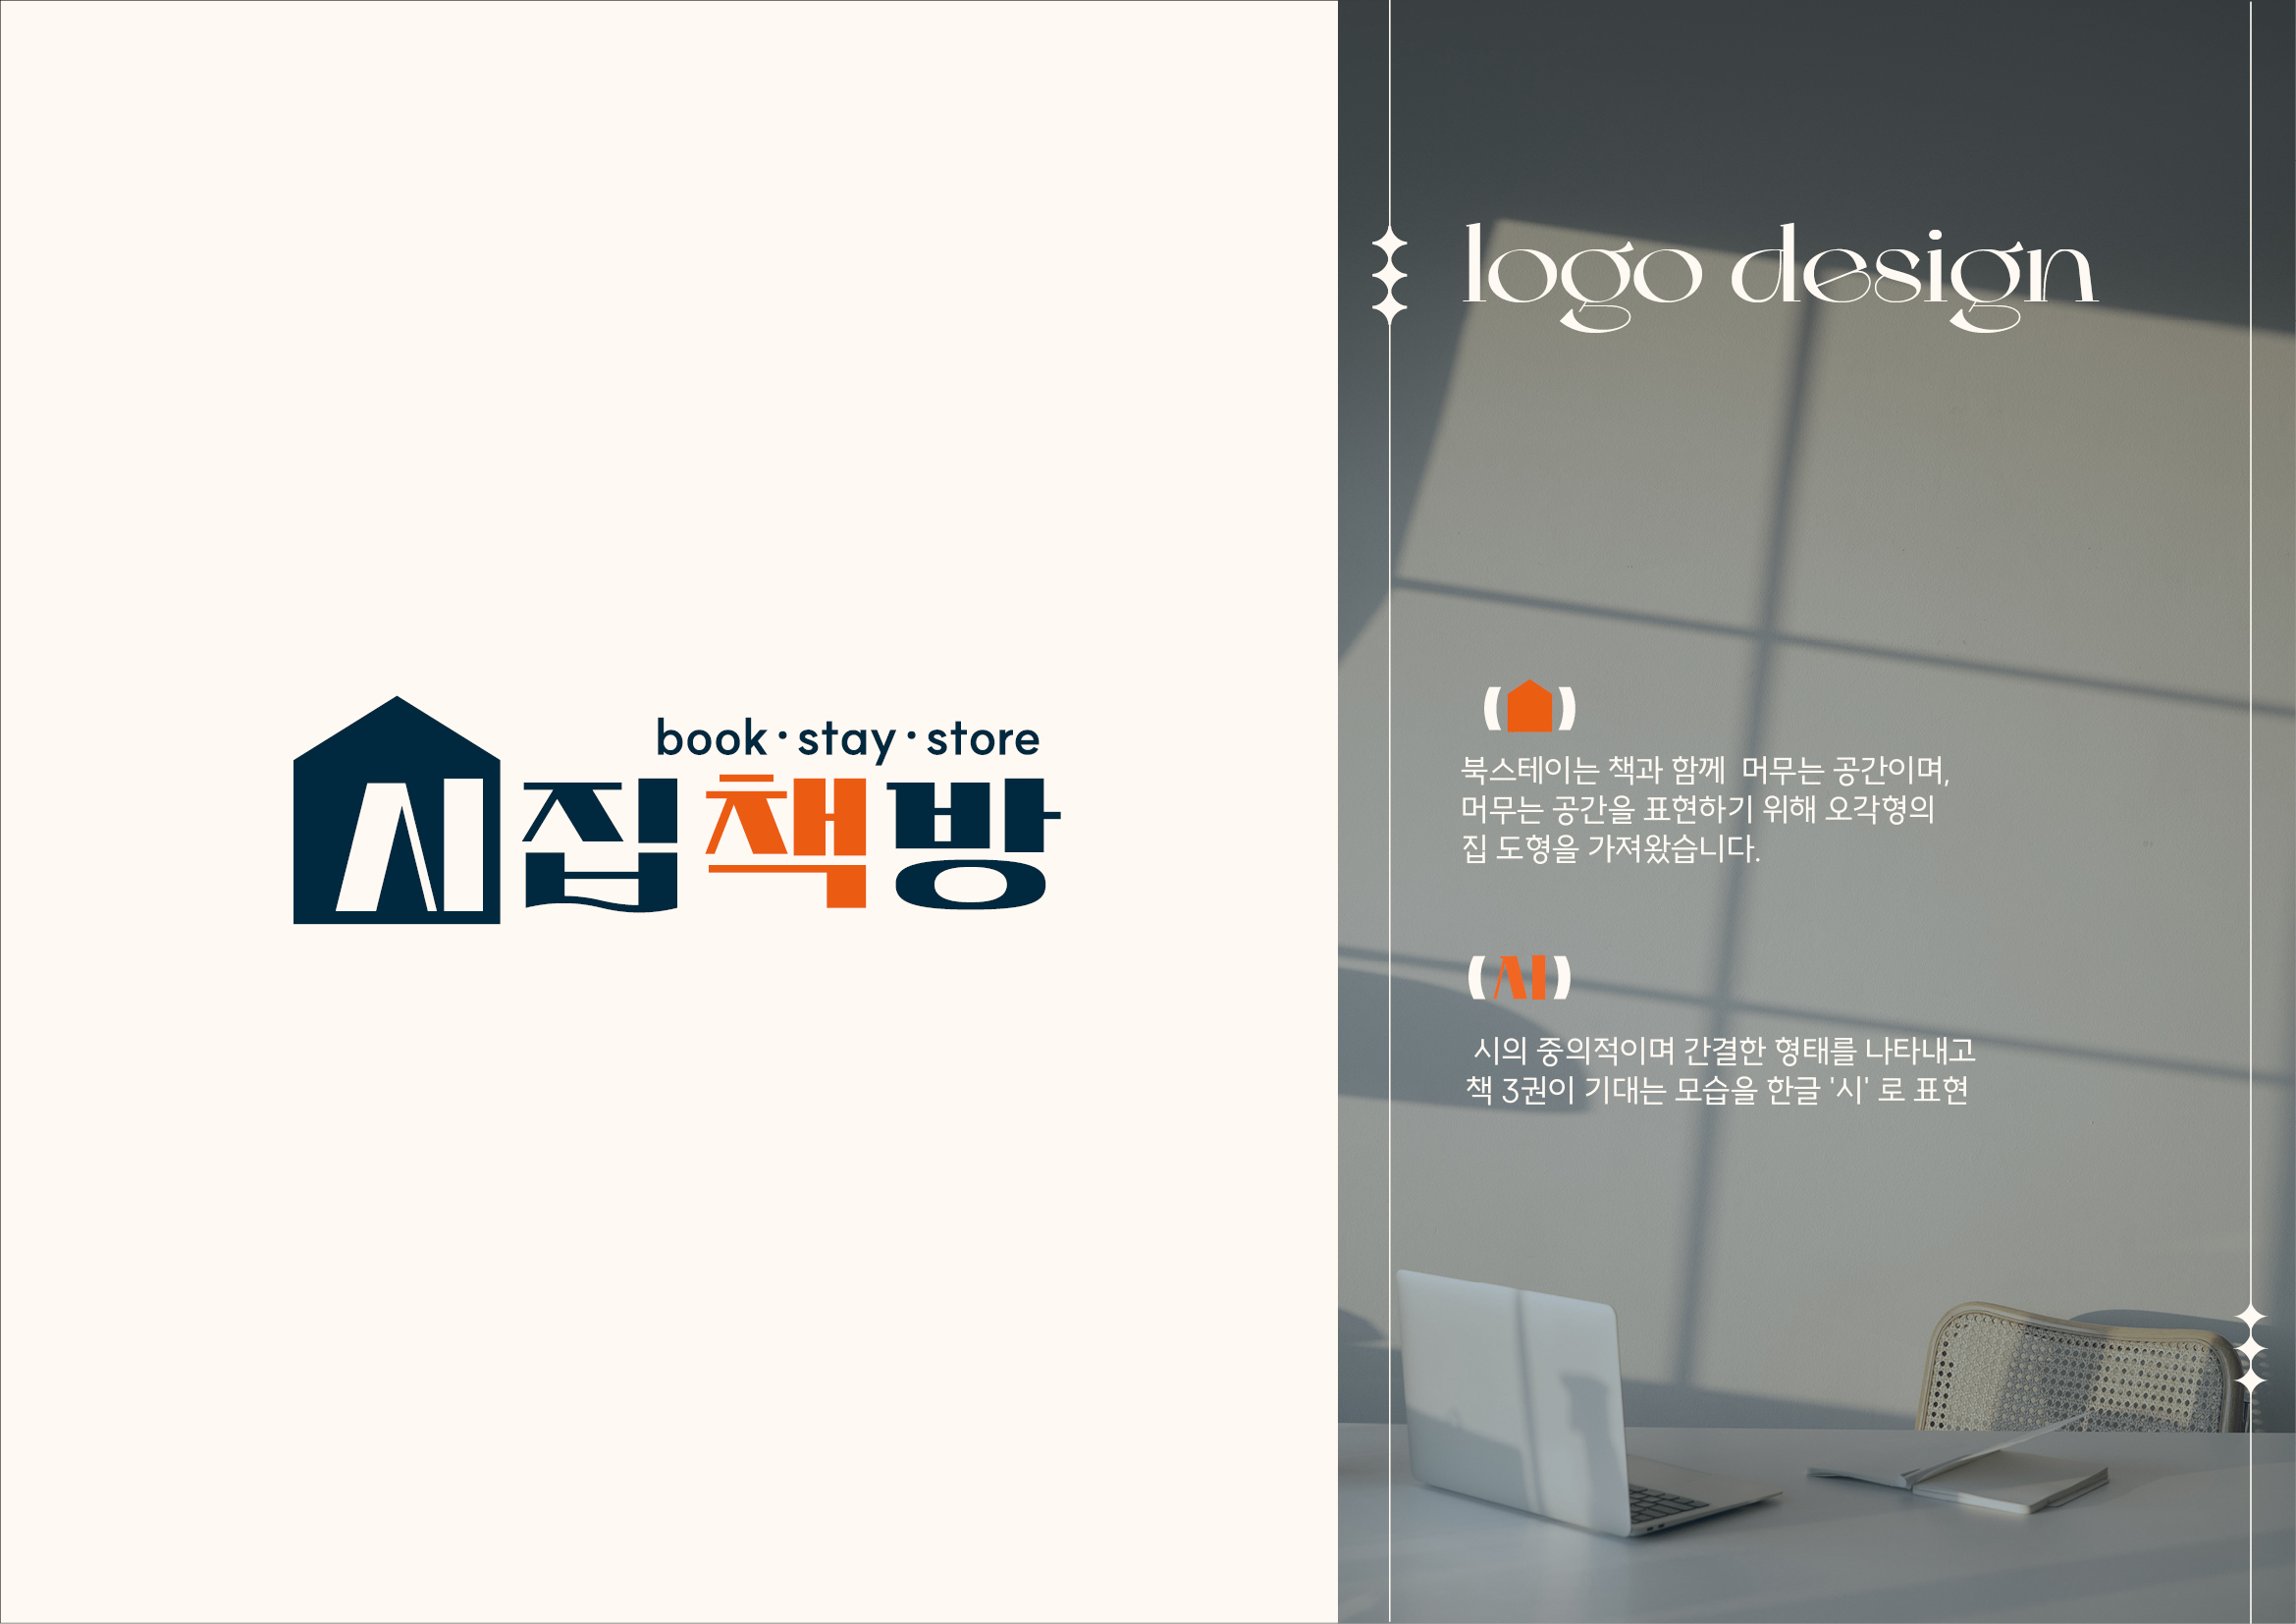 book·stay·store
시집책방
logo design
( )
북스테이는 책과 함께  머무는 공간이며,
머무는 공간을 표현하기 위해 오각형의
집 도형을 가져왔습니다.
(시)
시의 중의적이며 간결한 형태를 나타내고
책 3권이 기대는 모습을 한글 '시' 로 표현